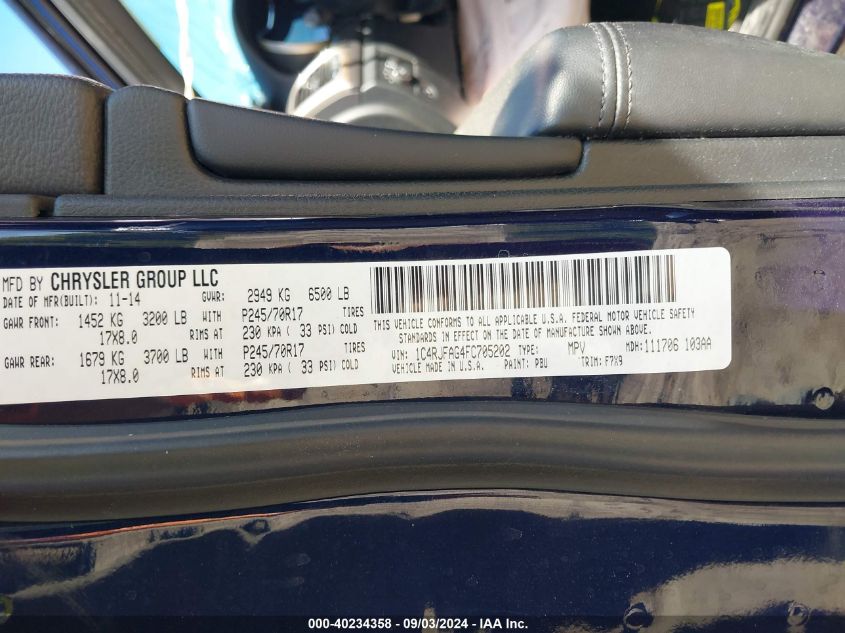 MFD BY CHRYSLER GROUP LLC
DATE OF MFR(BUILT): 11-14 GVWR: 2949 KG 6500 LB
GAWR FRONT: 1452 KG 3200 LB WITH P245/70R17 TIRES
17X8.0 RIMS AT 230 KPA ( 33 PSI) COLD
GAWR REAR: 1679 KG 3700 LB WITH P245/70R17 TIRES
17X8.0 RIMS AT 230 KPA ( 33 PSI) COLD
THIS VEHICLE CONFORMS TO ALL APPLICABLE U.S.A. FEDERAL MOTOR VEHICLE SAFETY
STANDARDS IN EFFECT ON THE DATE OF MANUFACTURE SHOWN ABOVE.
VIN: 1C4RJFAG4FC705202 TYPE: MPV MDH: 111706 103AA
VEHICLE MADE IN U.S.A. PAINT: PBU TRIM: F7X9
000-40234358 - 09/03/2024 - IAA Inc.